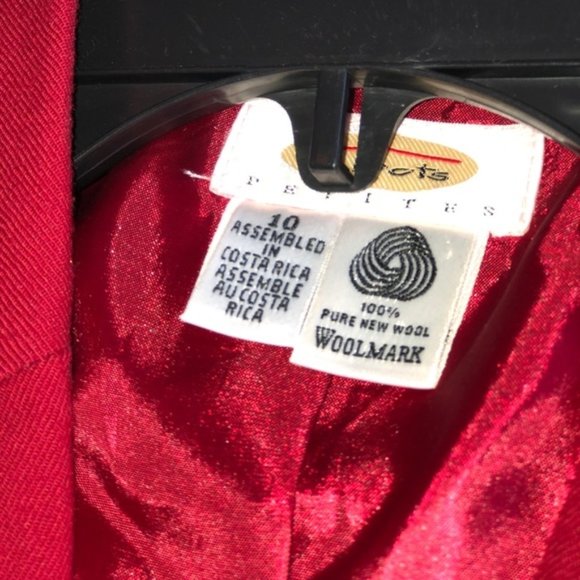 PETITES
10
ASSEMBLED
IN
COSTA RICA
ASSEMBLE
AU COSTA
RICA
100%
PURE NEW WOOL
WOOLMARK